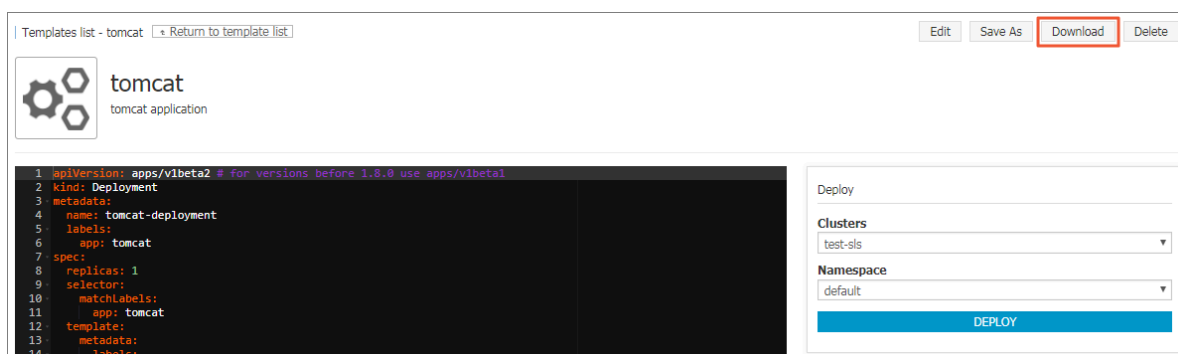 Templates list - tomcat Return to template list
Edit Save As Download Delete
tomcat
tomcat application
1 apiVersion: apps/v1beta2 # for versions before 1.8.0 use apps/v1beta1
2 kind: Deployment
3 metadata:
4 name: tomcat-deployment
5 labels:
6 app: tomcat
7 spec:
8 replicas: 1
9 selector:
10 matchLabels:
11 app: tomcat
12 template:
13 metadata:
14 labels:
Deploy
Clusters
test-sls
Namespace
default
DEPLOY